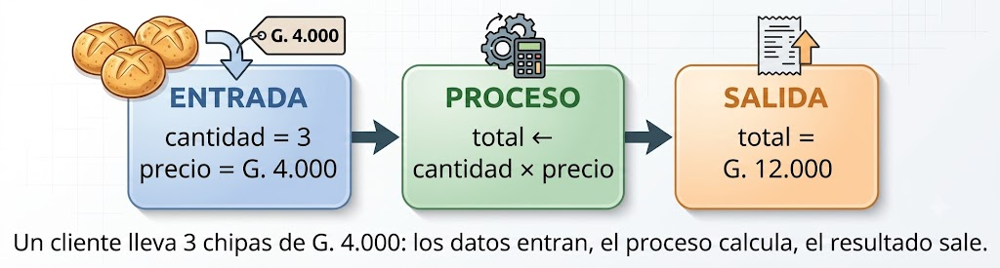 G. 4.000
ENTRADA
cantidad = 3
precio = G. 4.000
PROCESO
total ←
cantidad × precio
SALIDA
total =
G. 12.000
Un cliente lleva 3 chipas de G. 4.000: los datos entran, el proceso calcula, el resultado sale.